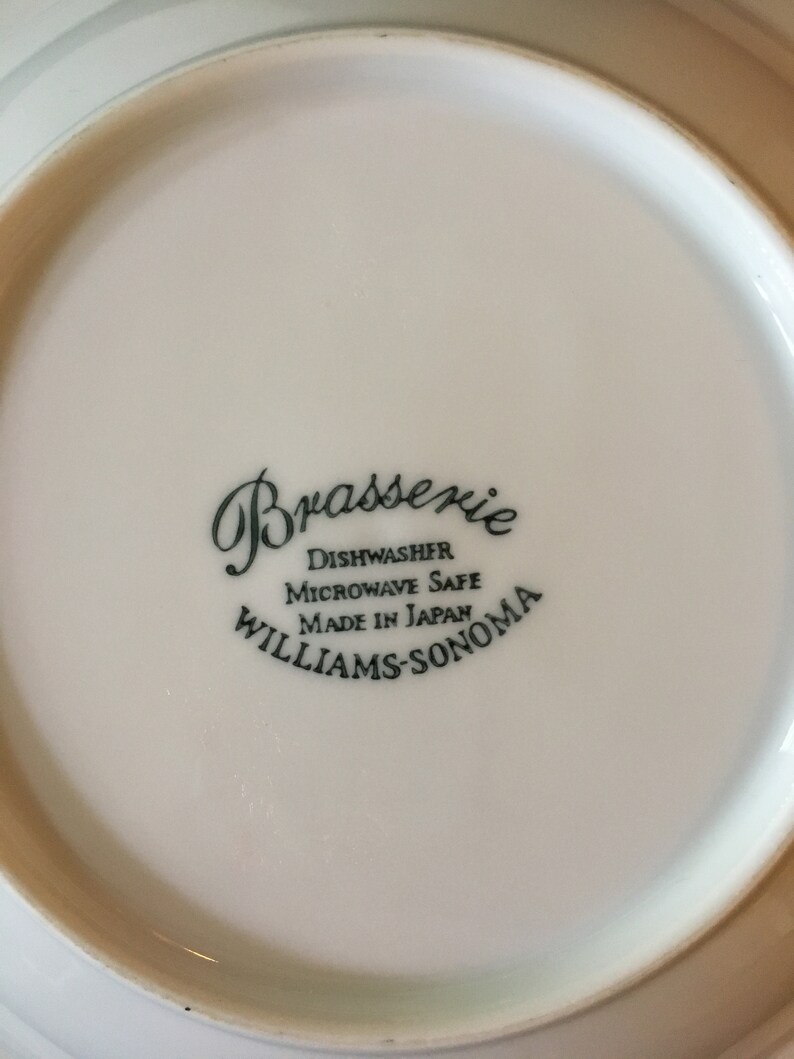 Brasserie
DISHWASHER
MICROWAVE SAFE
MADE IN JAPAN
WILLIAMS-SONOMA